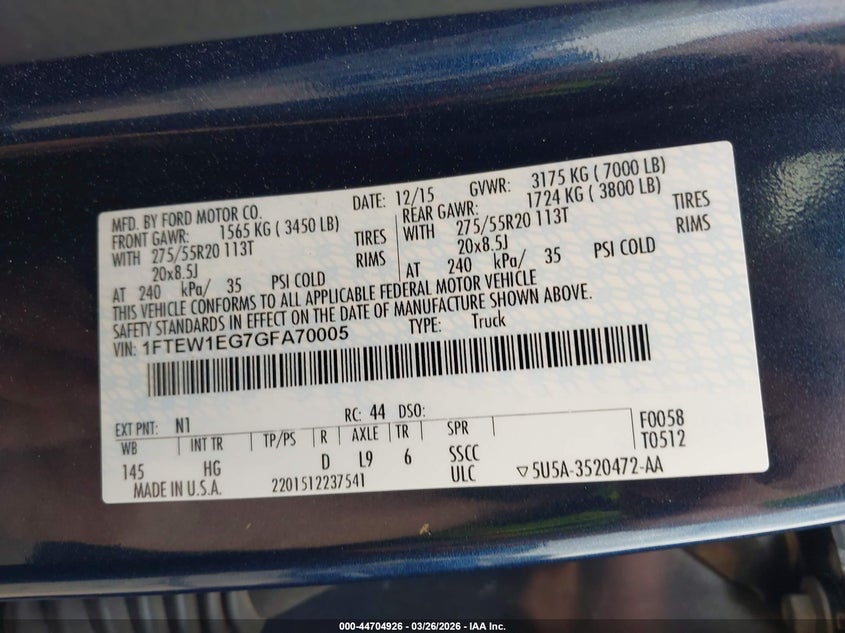 MFD. BY FORD MOTOR CO. DATE: 12/15 GVWR: 3175 KG ( 7000 LB)
FRONT GAWR: 1565 KG ( 3450 LB) REAR GAWR: 1724 KG ( 3800 LB)
WITH 275/55R20 113T TIRES WITH 275/55R20 113T TIRES
20x8.5J RIMS 20x8.5J RIMS
AT 240 kPa/ 35 PSI COLD AT 240 kPa/ 35 PSI COLD
THIS VEHICLE CONFORMS TO ALL APPLICABLE FEDERAL MOTOR VEHICLE
SAFETY STANDARDS IN EFFECT ON THE DATE OF MANUFACTURE SHOWN ABOVE.
VIN: 1FTEW1EG7GFA70005 TYPE: Truck
EXT PNT: N1 RC: 44 DSO: F0058
WB INT TR TP/PS R AXLE TR SPR T0512
145 HG D L9 6 SSCC
MADE IN U.S.A. 2201512237541 ULC ▽5U5A-3520472-AA
000-44704926 - 03/26/2026 - IAA Inc.